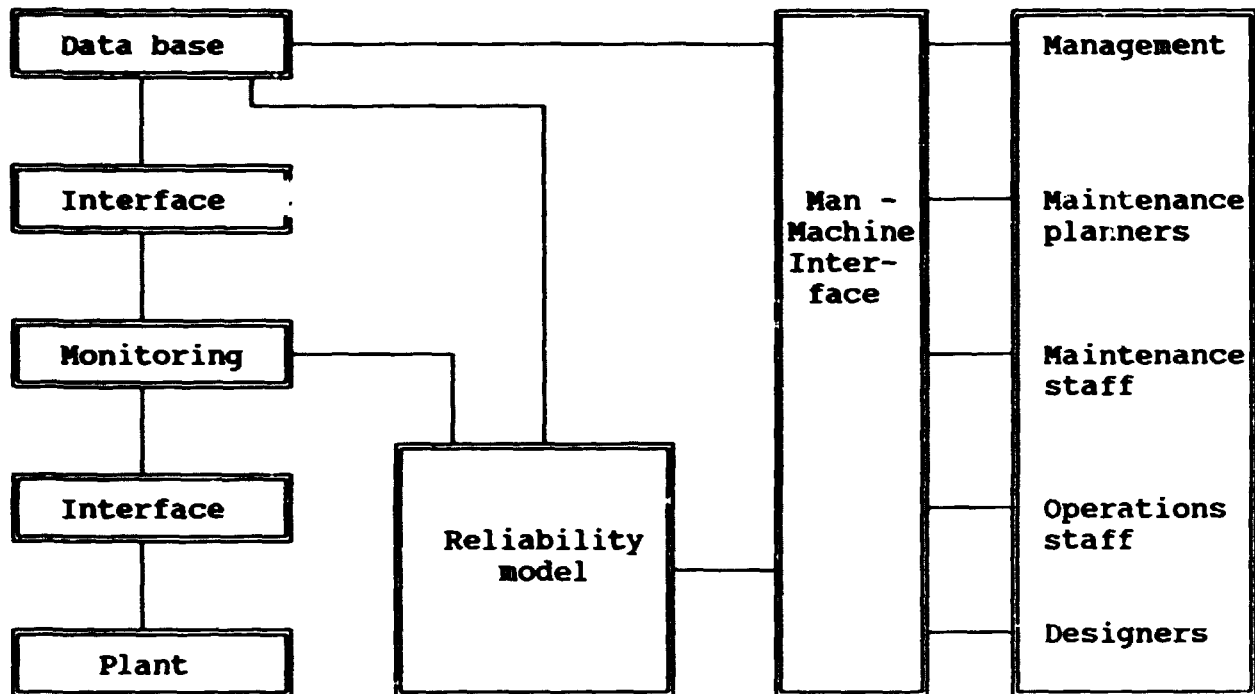 Data base
Interface
Monitoring
Interface
Plant
Reliability
model
Man -
Machine
Inter-
face
Management
Maintenance
planners
Maintenance
staff
Operations
staff
Designers